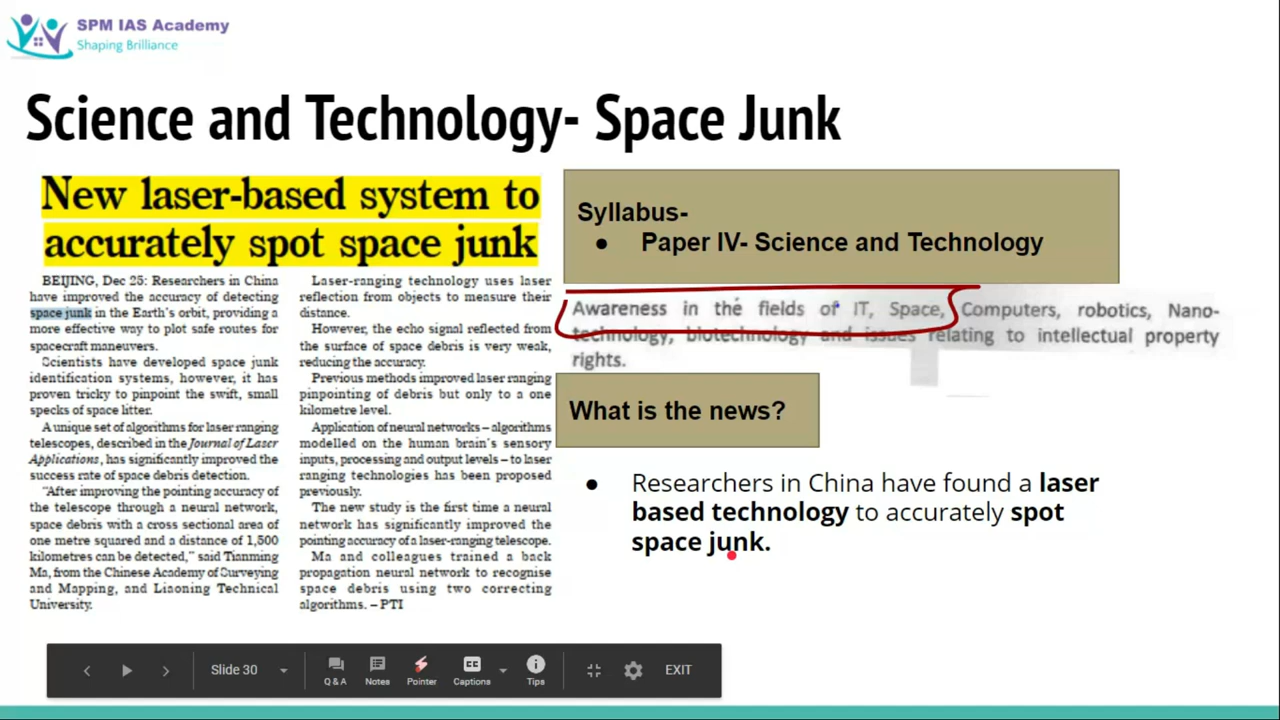 SPM IAS Academy
Shaping Brilliance
Science and Technology- Space Junk
New laser-based system to
accurately spot space junk
BEIJING, Dec 25: Researchers in China
have improved the accuracy of detecting
space junk in the Earth's orbit, providing a
more effective way to plot safe routes for
spacecraft maneuvers.
Scientists have developed space junk
identification systems, however, it has
proven tricky to pinpoint the swift, small
specks of space litter.
A unique set of algorithms for laser ranging
telescopes, described in the Journal of Laser
Applications, has significantly improved the
success rate of space debris detection.
"After improving the pointing accuracy of
the telescope through a neural network,
space debris with a cross sectional area of
one metre squared and a distance of 1,500
kilometres can be detected," said Tianming
Ma, from the Chinese Academy of Surveying
and Mapping, and Liaoning Technical
University.
Laser-ranging technology uses laser
reflection from objects to measure their
distance.
However, the echo signal reflected from
the surface of space debris is very weak,
reducing the accuracy.
Previous methods improved laser ranging
pinpointing of debris but only to a one
kilometre level.
Application of neural networks – algorithms
modelled on the human brain's sensory
inputs, processing and output levels – to laser
ranging technologies has been proposed
previously.
The new study is the first time a neural
network has significantly improved the
pointing accuracy of a laser-ranging telescope.
Ma and colleagues trained a back
propagation neural network to recognise
space debris using two correcting
algorithms. – PTI
Syllabus-
● Paper IV- Science and Technology
Awareness in the fields of IT, Space, Computers, robotics, Nano-
technology, biotechnology and issues relating to intellectual property
rights.
What is the news?
● Researchers in China have found a laser
based technology to accurately spot
space junk.
Slide 30
Q & A
Notes
Pointer
CC
Captions
Tips
EXIT